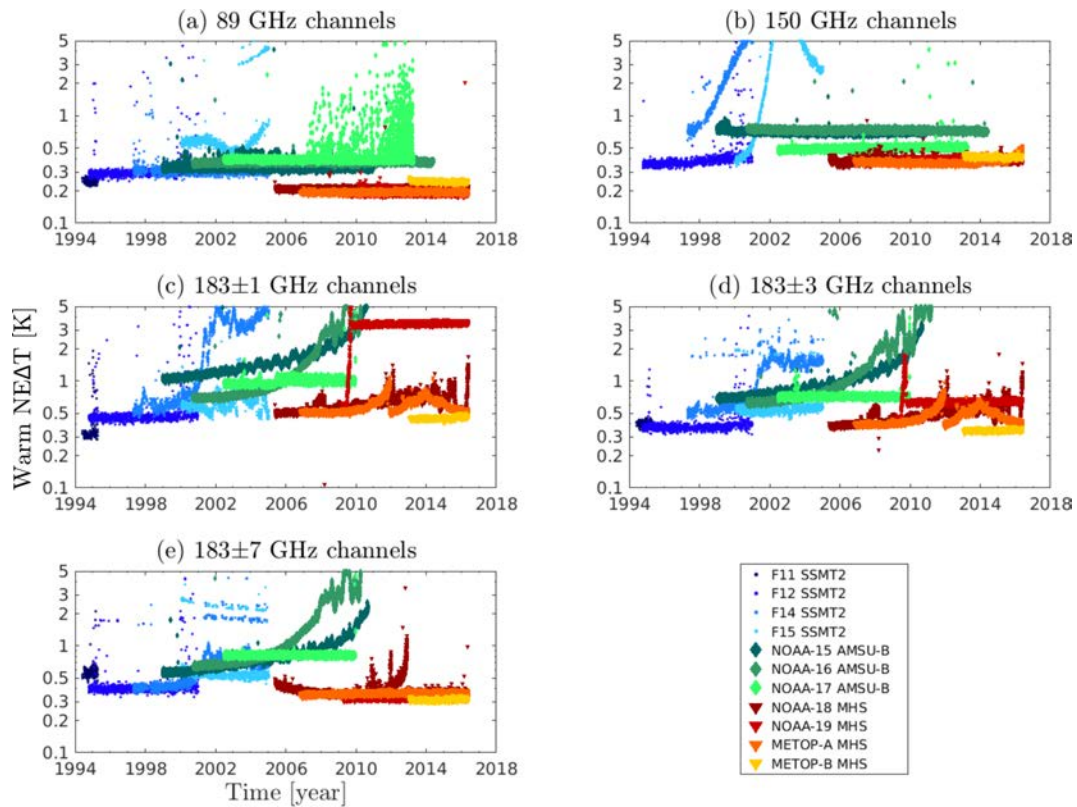 (a) 89 GHz channels
5
3
2
1
0.5
0.3
0.2
0.1
1994 1998 2002 2006 2010 2014 2018
(b) 150 GHz channels
5
3
2
1
0.5
0.3
0.2
0.1
1994 1998 2002 2006 2010 2014 2018
Warm NEΔT [K]
(c) 183±1 GHz channels
5
3
2
1
0.5
0.3
0.2
0.1
1994 1998 2002 2006 2010 2014 2018
(d) 183±3 GHz channels
5
3
2
1
0.5
0.3
0.2
0.1
1994 1998 2002 2006 2010 2014 2018
(e) 183±7 GHz channels
5
3
2
1
0.5
0.3
0.2
0.1
1994 1998 2002 2006 2010 2014 2018
Time [year]
F11 SSMT2
F12 SSMT2
F14 SSMT2
F15 SSMT2
NOAA-15 AMSU-B
NOAA-16 AMSU-B
NOAA-17 AMSU-B
NOAA-18 MHS
NOAA-19 MHS
METOP-A MHS
METOP-B MHS